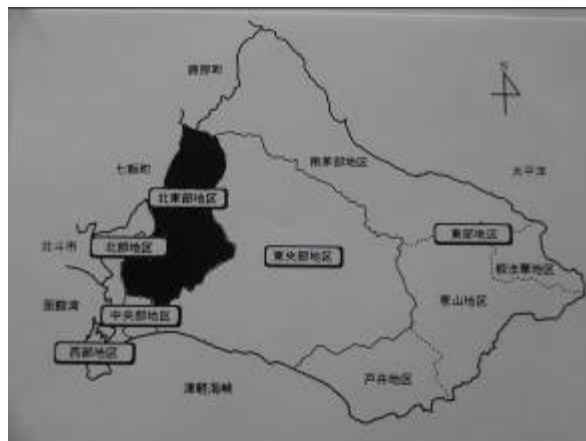 鹿部町
N
南茅部地区
太平洋
七飯町
北東部地区
北斗市
北部地区
東部地区
東央部地区
椴法華地区
函館湾
恵山地区
中央部地区
西部地区
戸井地区
津軽海峡